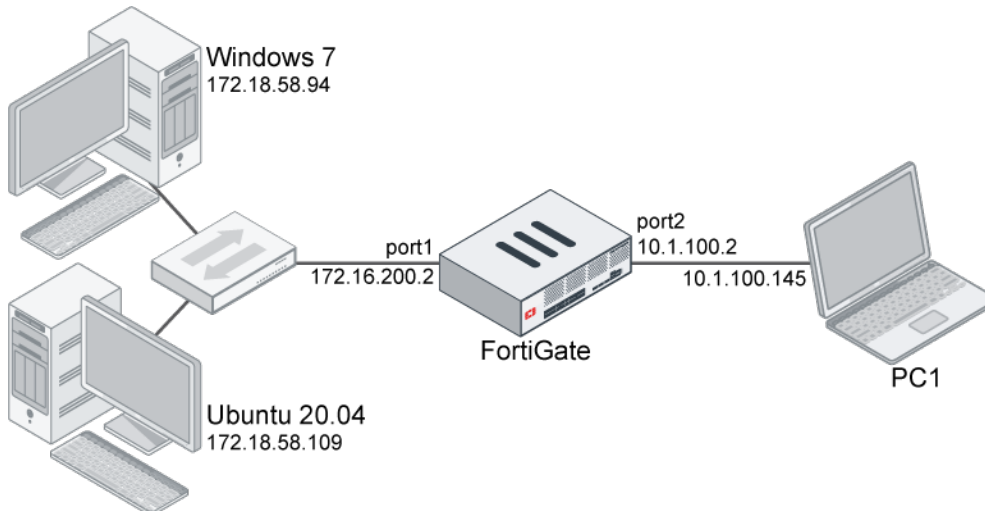 Windows 7
172.18.58.94
port1
172.16.200.2
port2
10.1.100.2
10.1.100.145
FortiGate
PC1
Ubuntu 20.04
172.18.58.109